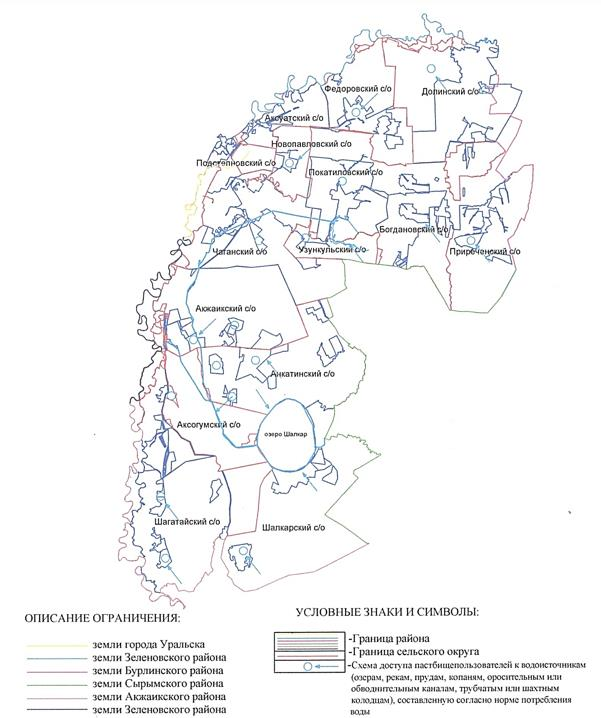 Федоровский с/о
Долинский с/о
Аксуатский с/о
Новопавловский с/о
Подстепновский с/о
Покатиловский с/о
Богдановский с/о
Чаганский с/о
Узункульский с/о
Приреченский с/о
Акжаикский с/о
Анкатинский с/о
Аксогумский с/о
озеро Шалкар
Шагатайский с/о
Шалкарский с/о
ОПИСАНИЕ ОГРАНИЧЕНИЯ:
земли города Уральска
земли Зеленовского района
земли Бурлинского района
земли Сырымского района
земли Акжаикского района
земли Зеленовского района
УСЛОВНЫЕ ЗНАКИ И СИМВОЛЫ:
-Граница района
-Граница сельского округа
-Схема доступа пастбищепользователей к водоисточникам
(озерам, рекам, прудам, копаням, оросительным или
обводнительным каналам, трубчатым или шахтным
колодцам), составленную согласно норме потребления
воды